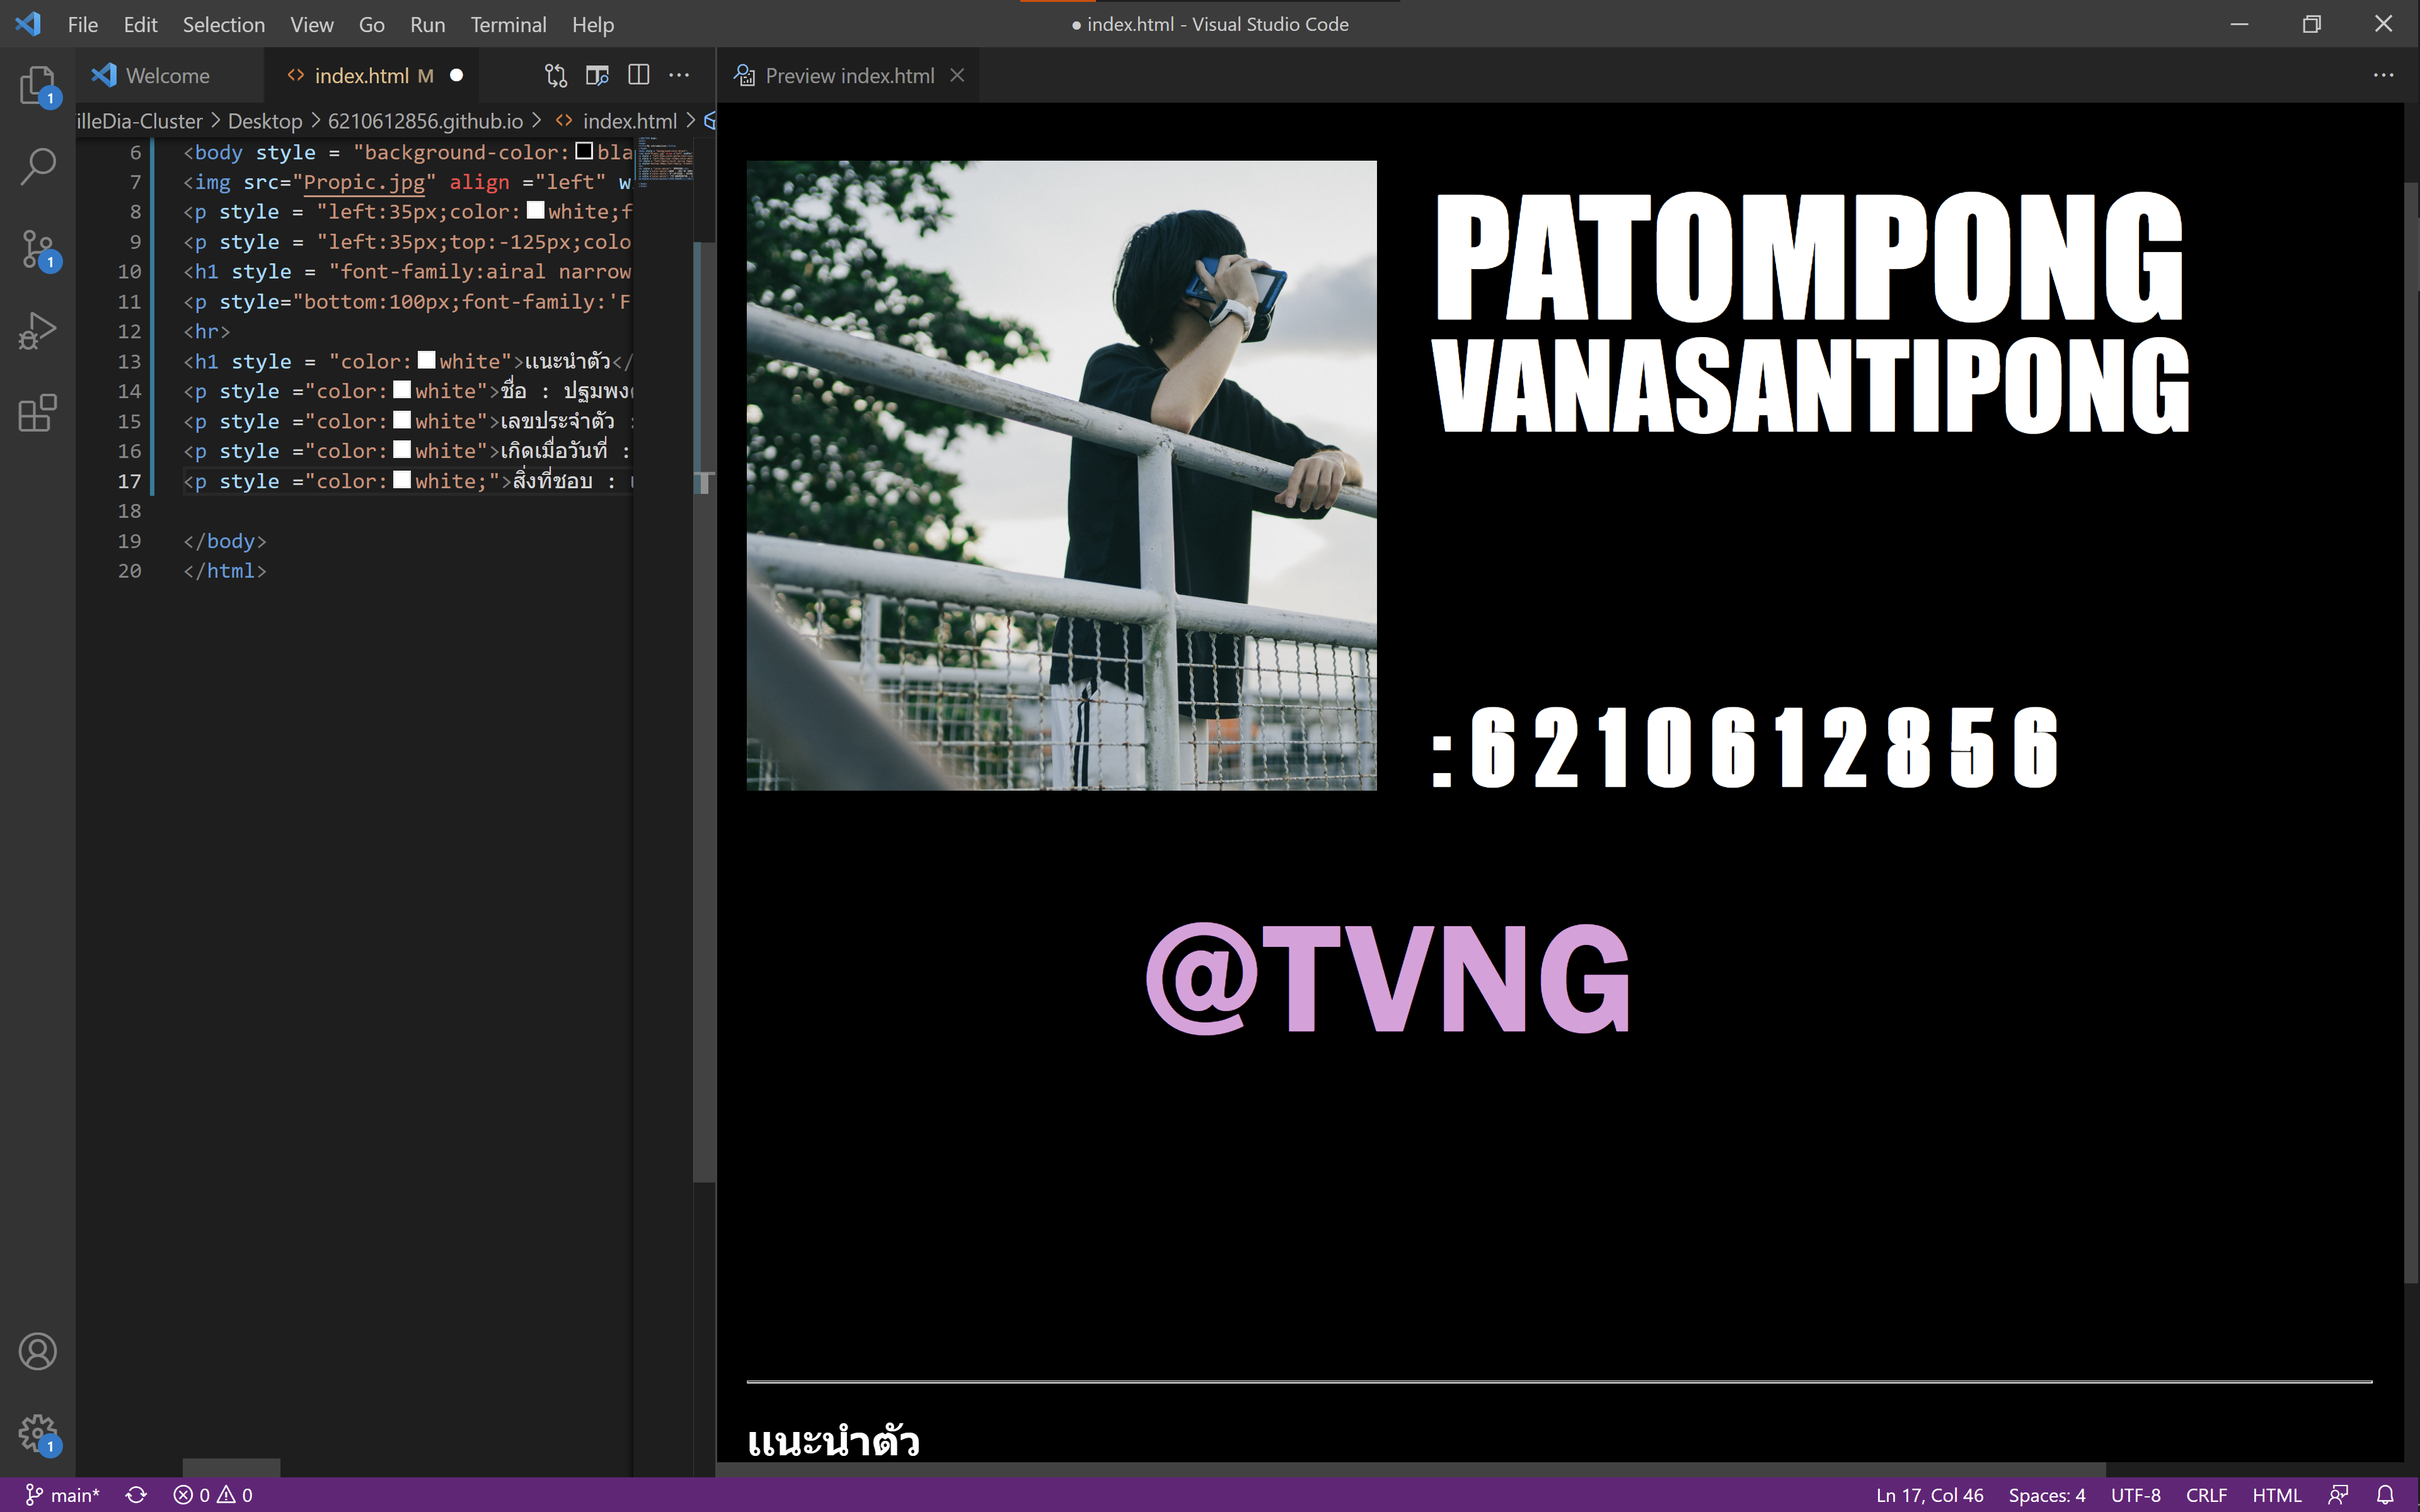 File Edit Selection View Go Run Terminal Help
● index.html - Visual Studio Code
Welcome
index.html M
Preview index.html
illeDia-Cluster > Desktop > 6210612856.github.io > index.html >
6 <body style = "background-color: bla
7 <img src="Propic.jpg" align ="left" w
8 <p style = "left:35px;color: white;f
9 <p style = "left:35px;top:-125px;colo
10 <h1 style = "font-family:airal narrow
11 <p style="bottom:100px;font-family:'F
12 <hr>
13 <h1 style = "color: white">แนะนำตัว</
14 <p style ="color: white">ชื่อ : ปฐมพง
15 <p style ="color: white">เลขประจำตัว :
16 <p style ="color: white">เกิดเมื่อวันที่ :
17 <p style ="color: white;">สิ่งที่ชอบ :
18
19 </body>
20 </html>
PATOMPONG
VANASANTIPONG
:6210612856
@TVNG
แนะนำตัว
1
1
1
main* 0 0
Ln 17, Col 46 Spaces: 4 UTF-8 CRLF HTML